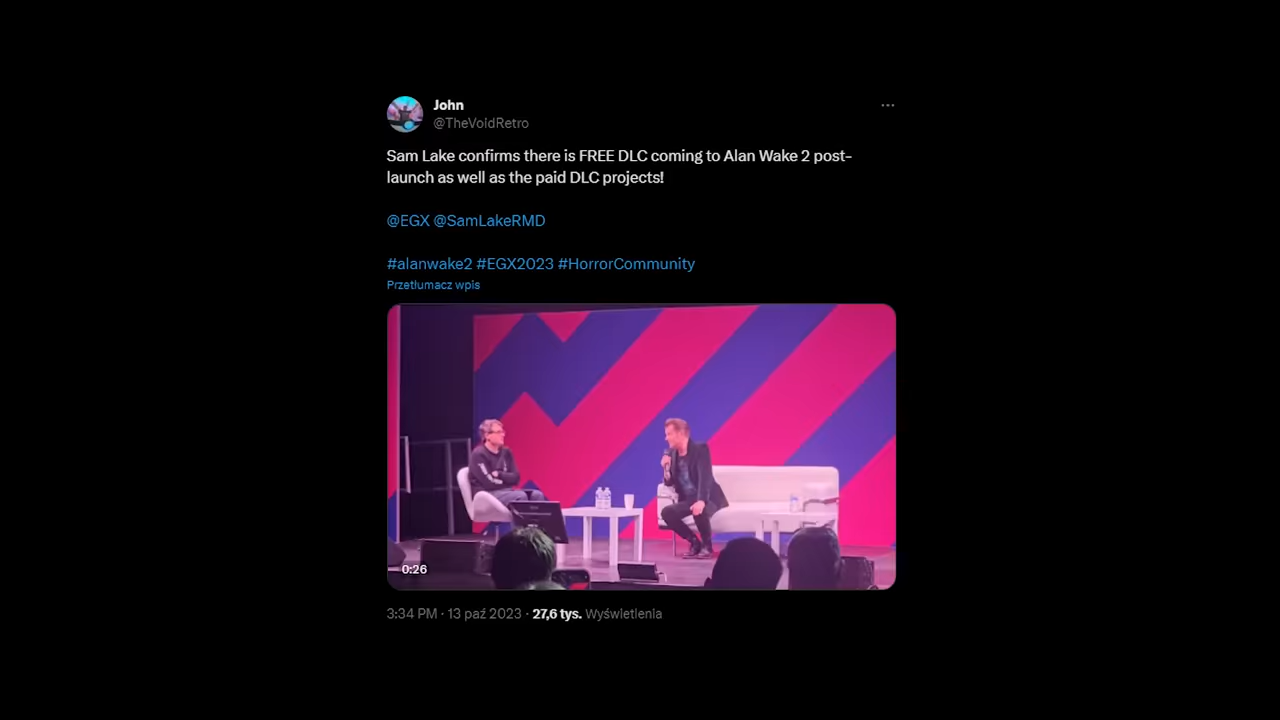 John
@TheVoidRetro
Sam Lake confirms there is FREE DLC coming to Alan Wake 2 post-
launch as well as the paid DLC projects!
@EGX @SamLakeRMD
#alanwake2 #EGX2023 #HorrorCommunity
Przetłumacz wpis
0:26
3:34 PM · 13 paź 2023 · 27,6 tys. Wyświetlenia